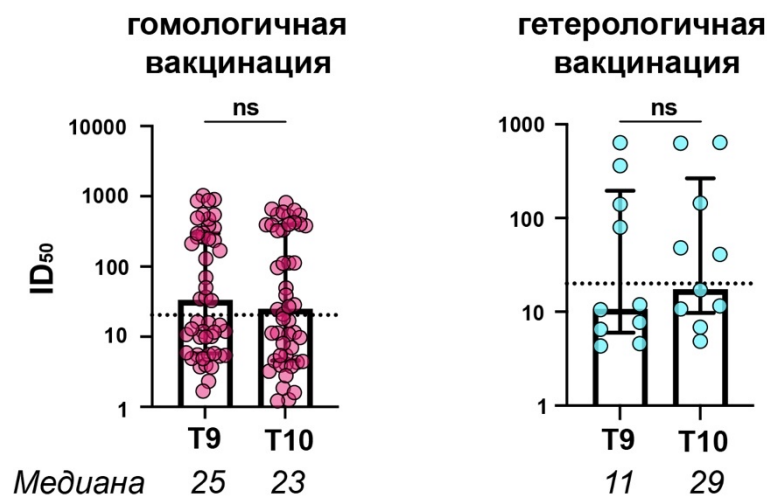 гомологичная
вакцинация
ns
ID50
10000
1000
100
10
1
T9 T10
Медиана 25 23
гетерологичная
вакцинация
ns
1000
100
10
1
T9 T10
11 29